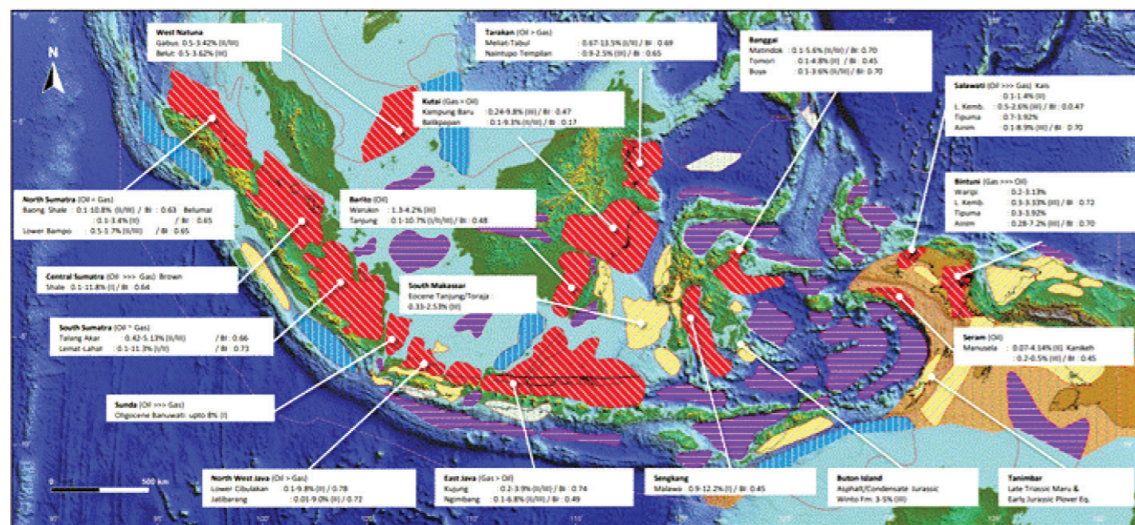 West Natuna
Gabus: 0.5-3.42% (II/III)
Belut: 0.5-3.62% (III)
Tarakan (Oil > Gas)
Meliat-Tabul : 0.67-13.5% (I/II) / BI : 0.69
Naintupo Tempilan : 0.9-2.5% (III) / BI : 0.65
Banggai
Matindok : 0.1-5.6% (II/III) / BI: 0.70
Tomori : 0.1-4.8% (II) / BI : 0.45
Buya : 0.1-3.6% (II/III) / BI: 0.70
Salawati (Oil >>> Gas) Kais
: 0.1-1.4% (II)
L. Kemb. : 0.5-2.6% (III) / BI : 0.0.47
Tipuma : 0.7-3.92%
Ainim : 0.1-8.9% (III) / BI : 0.70
Kutai (Gas = Oil)
Kampung Baru : 0.24-9.8% (III) / BI : 0.47
Balikpapan : 0.1-9.3% (II/III) / BI : 0.17
N
Bintuni (Gas >>> Oil)
Waripi : 0.2-3.13%
L. Kemb. : 0.5-3.33% (III) / BI : 0.72
Tipuma : 0.3-3.92%
Ainim : 0.28-7.2% (III) / BI : 0.70
North Sumatra (Oil < Gas)
Baong Shale : 0.1-10.8% (II/III) / BI : 0.63 Belumai
: 0.1-3.4% (II) / BI : 0.65
Lower Bampo : 0.5-1.7% (II/III) / BI : 0.65
Barito (Oil)
Warukin : 1.3-4.2% (III)
Tanjung : 0.1-10.7% (I/II/III) / BI : 0.48
Central Sumatra (Oil >>> Gas) Brown
Shale : 0.1-11.8% (I) / BI : 0.64
South Makassar
Eocene Tanjung/Toraja :
0.33-2.53% (III)
South Sumatra (Oil ~ Gas)
Talang Akar : 0.42-5.13% (II/III) / BI : 0.66
Lemat-Lahat : 0.1-11.3% (I/II) / BI : 0.73
Seram (Oil)
Manusela : 0.07-4.14% (II) Kanikeh
: 0.2-0.5% (III) / BI : 0.45
Sunda (Oil >>> Gas)
Oligocene Banuwati upto 8% (I)
North West Java (Oil > Gas)
Lower Cibulakan : 0.1-9.8% (I) / 0.78
Jatibarang : 0.01-9.0% (II) / 0.72
East Java (Gas > Oil)
Kujung : 0.2-3.9% (II/III) / BI : 0.74
Ngimbang : 0.1-6.8% (II/III) / BI : 0.49
Sengkang
Malawa : 0.9-12.2% (I) / BI : 0.45
Buton Island
Asphalt/Condensate Jurassic
Winto Fm: 3-5% (III)
Tanimbar
Late Triassic Maru &
Early Jurassic Plover Eq.
0 500 km